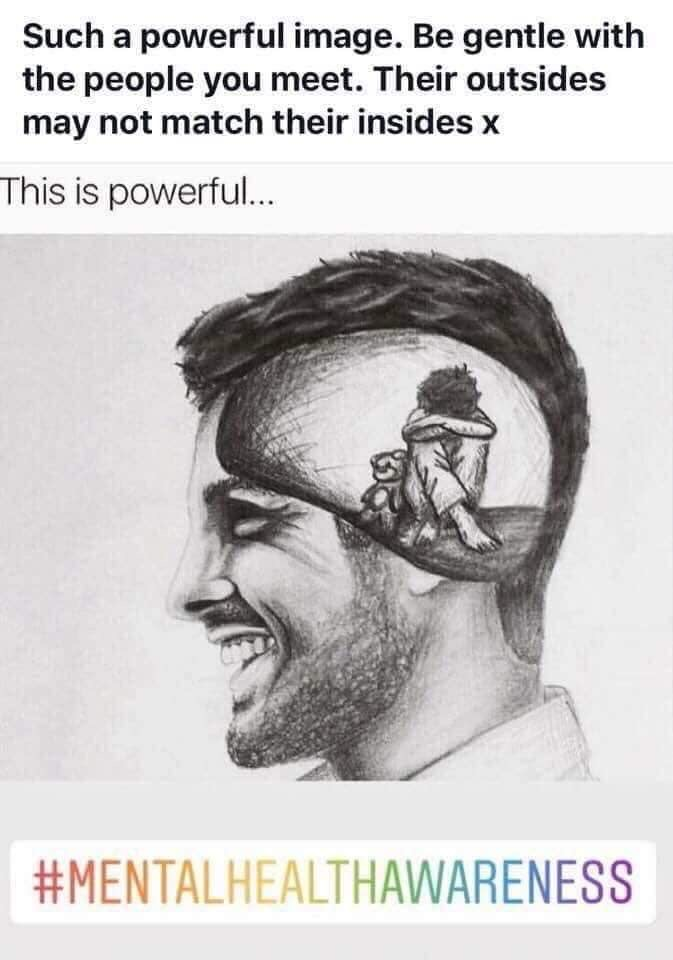 Such a powerful image. Be gentle with
the people you meet. Their outsides
may not match their insides x
This is powerful...
#MENTALHEALTHAWARENESS